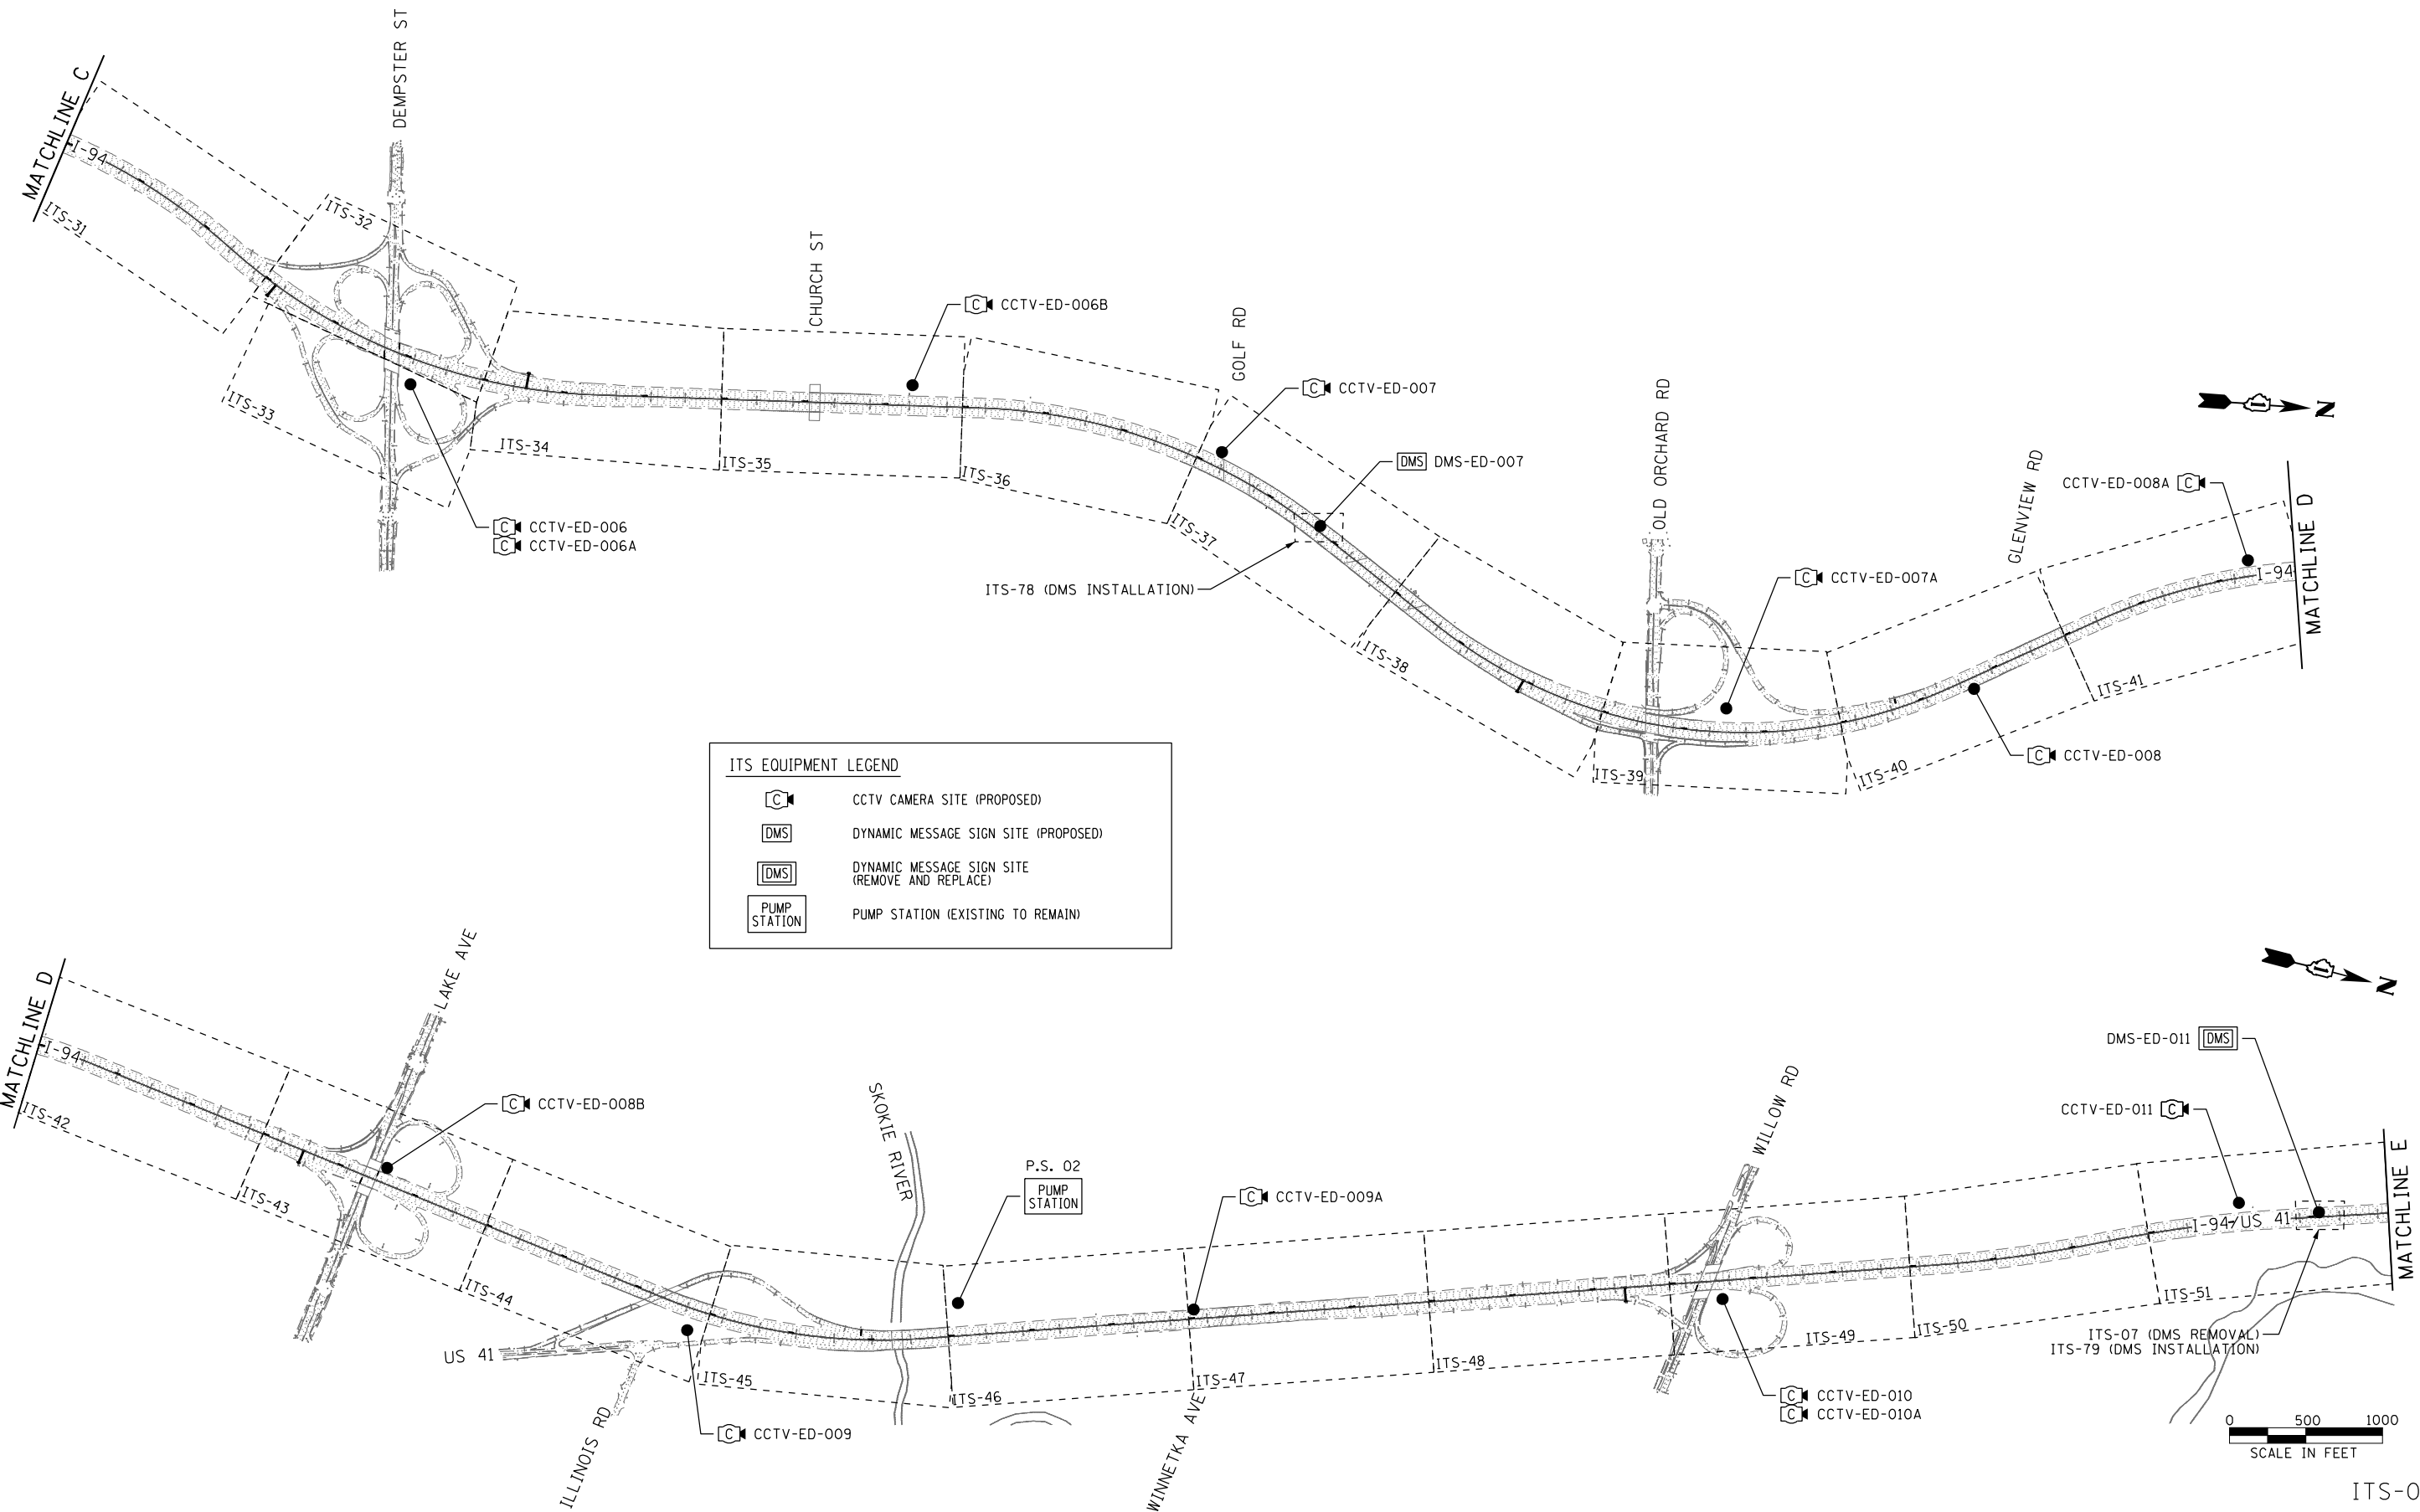 MATCHLINE C
I-94
ITS-31
DEMPSTER ST
ITS-32
ITS-33
CCTV-ED-006
C
CCTV-ED-006A
C
ITS-34
CHURCH ST
ITS-35
C
CCTV-ED-006B
ITS-36
GOLF RD
C
CCTV-ED-007
ITS-37
DMS
DMS-ED-007
ITS-78 (DMS INSTALLATION)
ITS-38
OLD ORCHARD RD
C
CCTV-ED-007A
ITS-39
GLENVIEW RD
ITS-40
C
CCTV-ED-008
CCTV-ED-008A
C
ITS-41
I-94
MATCHLINE D
N
ITS EQUIPMENT LEGEND
C
CCTV CAMERA SITE (PROPOSED)
DMS
DYNAMIC MESSAGE SIGN SITE (PROPOSED)
DMS
DYNAMIC MESSAGE SIGN SITE
(REMOVE AND REPLACE)
PUMP
STATION
PUMP STATION (EXISTING TO REMAIN)
MATCHLINE D
I-94
ITS-42
LAKE AVE
ITS-43
C
CCTV-ED-008B
ITS-44
US 41
ILLINOIS RD
C
CCTV-ED-009
ITS-45
SKOKIE RIVER
P.S. 02
PUMP
STATION
ITS-46
C
CCTV-ED-009A
WINNETKA AVE
ITS-47
ITS-48
WILLOW RD
C
CCTV-ED-010
C
CCTV-ED-010A
ITS-49
ITS-50
DMS-ED-011
DMS
CCTV-ED-011
C
I-94/US 41
ITS-51
ITS-07 (DMS REMOVAL)
ITS-79 (DMS INSTALLATION)
MATCHLINE E
N
0 500 1000
SCALE IN FEET